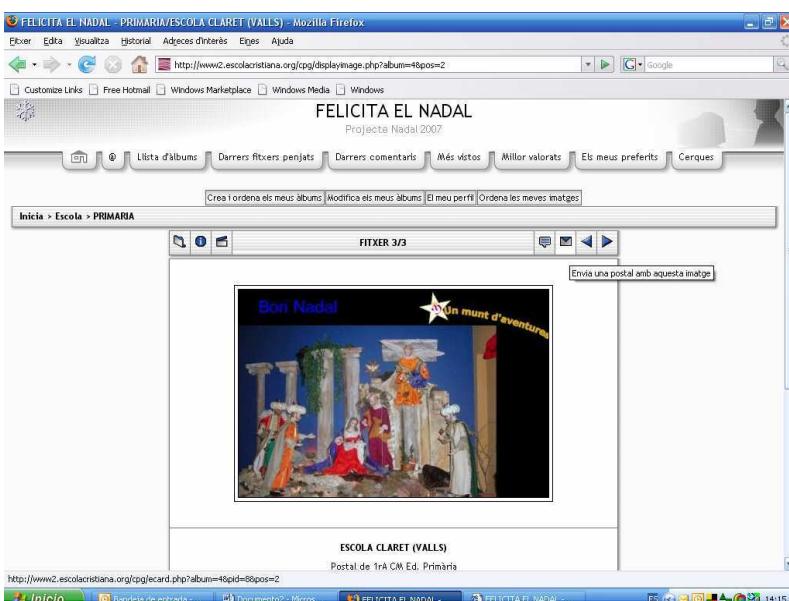 FELICITA EL NADAL - PRIMARIA/ESCOLA CLARET (VALLS) - Mozilla Firefox
Fitxer Edita Visualitza Historial Adreces d'interès Eines Ajuda
http://www2.escolacristiana.org/cpg/displayimage.php?album=48pos=2
G Google
Customize Links Free Hotmail Windows Marketplace Windows Media Windows
FELICITA EL NADAL
Projecte Nadal 2007
@ Llista d'àlbums Darrers fitxers penjats Darrers comentaris Més vistos Millor valorats Els meus preferits Cerques
Crea i ordena els meus àlbums Modifica els meus àlbums El meu perfil Ordena les meves imatges
Inicia > Escola > PRIMARIA
FITXER 3/3
Envia una postal amb aquesta imatge
Bon Nadal
Un munt d'aventures
ESCOLA CLARET (VALLS)
Postal de 1rA CM Ed. Primària
http://www2.escolacristiana.org/cpg/ecard.php?album=48pid=88pos=2
Inicio Bandeja de entrada - Documento2 - Micros... FELICITA EL NADAL - ... FELICITA EL NADAL - ... ES 14:15